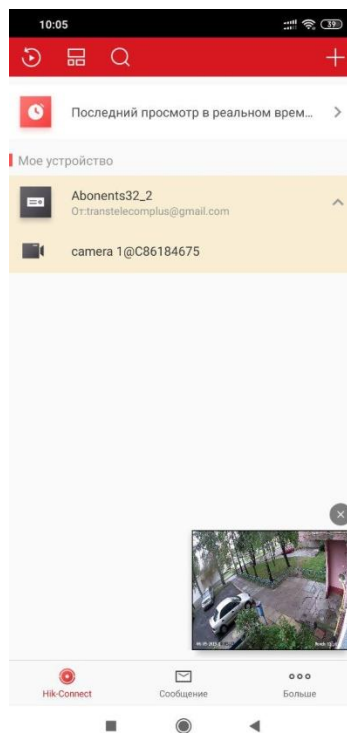 10:05
39
Последний просмотр в реальном врем...
Мое устройство
Abonents32_2
От:transtelecomplus@gmail.com
camera 1@C86184675
Hik-Connect
Сообщение
Больше